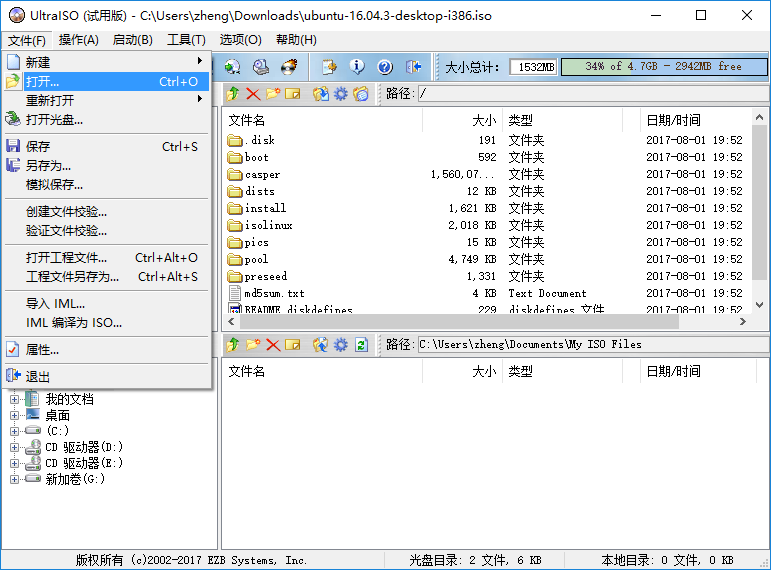 UltraISO (试用版) - C:\Users\zheng\Downloads\ubuntu-16.04.3-desktop-i386.iso
文件(F) 操作(A) 启动(B) 工具(T) 选项(O) 帮助(H)
新建
打开... Ctrl+O
重新打开
打开光盘...
保存 Ctrl+S
另存为...
模拟保存...
创建文件校验...
验证文件校验...
打开工程文件... Ctrl+Alt+O
工程文件另存为... Ctrl+Alt+S
导入 IML...
IML 编译为 ISO...
属性...
退出
我的文档
桌面
(C:)
CD 驱动器(D:)
CD 驱动器(E:)
新加卷(G:)
大小总计: 1532MB 34% of 4.7GB - 2942MB free
路径: /
文件名 大小 类型 日期/时间
.disk 191 文件夹 2017-08-01 19:52
boot 592 文件夹 2017-08-01 19:52
casper 1,560,07... 文件夹 2017-08-01 19:52
dists 12 KB 文件夹 2017-08-01 19:52
install 1,621 KB 文件夹 2017-08-01 19:52
isolinux 2,018 KB 文件夹 2017-08-01 19:52
pics 15 KB 文件夹 2017-08-01 19:52
pool 4,749 KB 文件夹 2017-08-01 19:52
preseed 1,331 文件夹 2017-08-01 19:52
md5sum.txt 4 KB Text Document 2017-08-01 19:52
README.diskdefines 229 diskdefines 文件 2017-08-01 19:52
路径: C:\Users\zheng\Documents\My ISO Files
文件名 大小 类型 日期/时间
版权所有 (c)2002-2017 EZB Systems, Inc. 光盘目录: 2 文件, 6 KB 本地目录: 0 文件, 0 KB